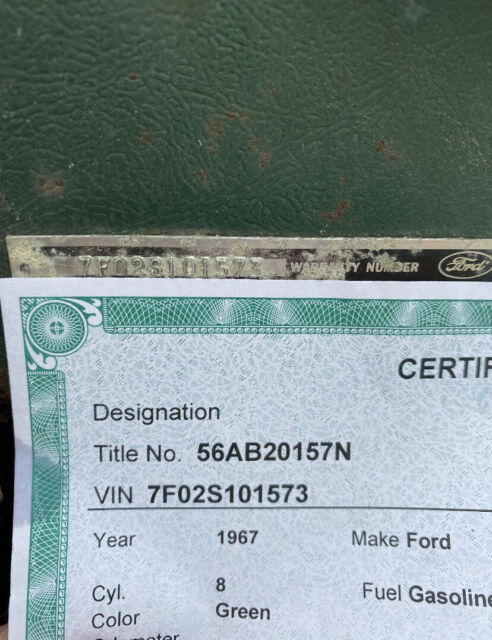 7F02S101573 WARRANTY NUMBER Ford
CERTIF
Designation
Title No. 56AB20157N
VIN 7F02S101573
Year 1967 Make Ford
Cyl. 8 Fuel Gasoline
Color Green
Odometer